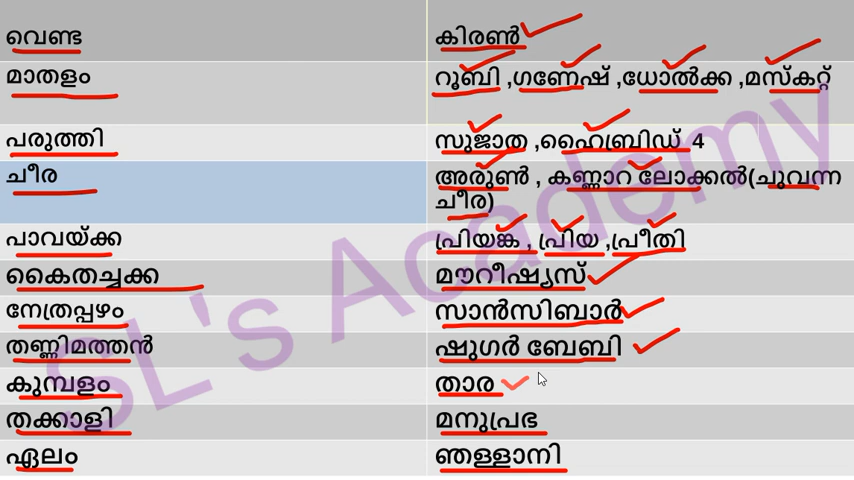 വെണ്ട കിരൺ
മാതളം റൂബി ,ഗണേഷ് ,ധോൽക്ക ,മസ്കറ്റ്
പരുത്തി സുജാത ,ഹൈബ്രിഡ് 4
ചീര അരുൺ , കണ്ണാറ ലോക്കൽ(ചുവന്ന
ചീര)
പാവയ്ക്ക പ്രിയങ്ക , പ്രിയ ,പ്രീതി
കൈതച്ചക്ക മൗറീഷ്യസ്
നേത്രപ്പഴം സാൻസിബാർ
തണ്ണിമത്തൻ ഷുഗർ ബേബി
കുമ്പളം താര
തക്കാളി മനുപ്രഭ
ഏലം ഞള്ളാനി
SL's Academy